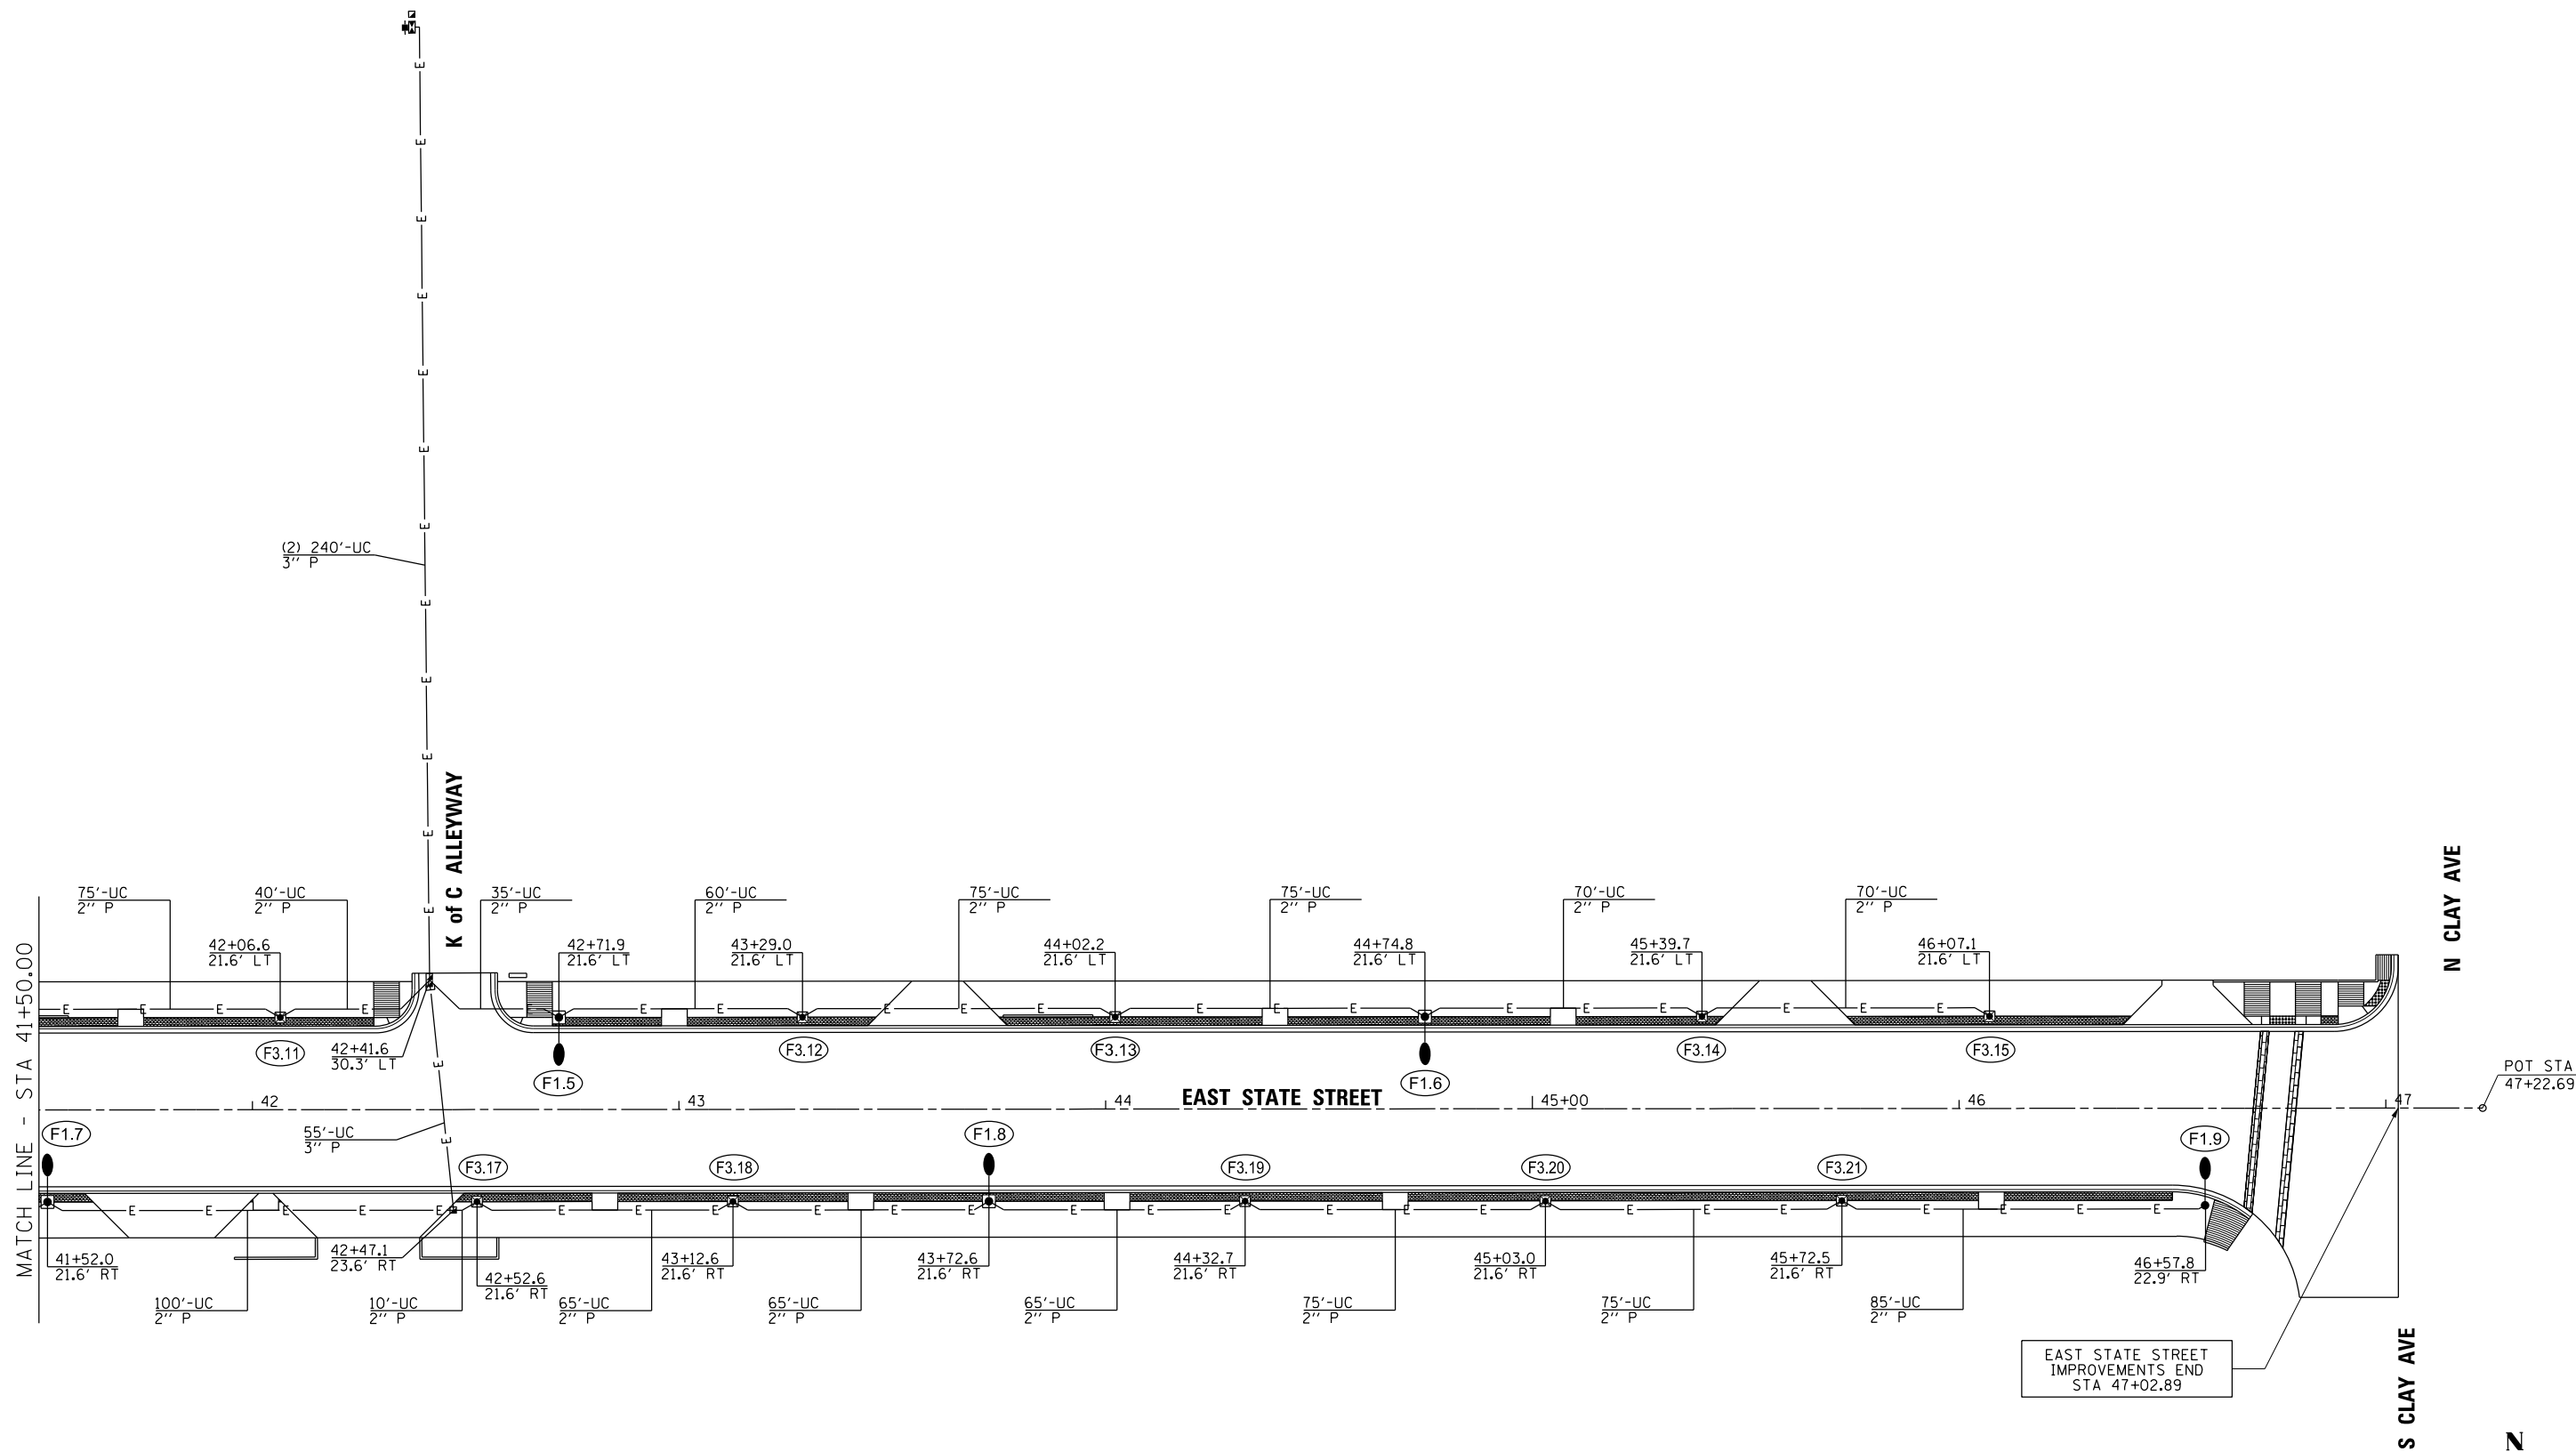 (2) 240'-UC
3'' P
K of C ALLEYWAY
N CLAY AVE
MATCH LINE - STA 41+50.00
75'-UC
2'' P
40'-UC
2'' P
35'-UC
2'' P
60'-UC
2'' P
75'-UC
2'' P
75'-UC
2'' P
70'-UC
2'' P
70'-UC
2'' P
42+06.6
21.6' LT
42+71.9
21.6' LT
43+29.0
21.6' LT
44+02.2
21.6' LT
44+74.8
21.6' LT
45+39.7
21.6' LT
46+07.1
21.6' LT
F3.11
42+41.6
30.3' LT
F1.5
F3.12
F3.13
F1.6
F3.14
F3.15
POT STA
47+22.69
EAST STATE STREET
42
43
44
45+00
46
47
55'-UC
3'' P
F1.7
F3.17
F3.18
F1.8
F3.19
F3.20
F3.21
F1.9
41+52.0
21.6' RT
42+47.1
23.6' RT
42+52.6
21.6' RT
43+12.6
21.6' RT
43+72.6
21.6' RT
44+32.7
21.6' RT
45+03.0
21.6' RT
45+72.5
21.6' RT
46+57.8
22.9' RT
100'-UC
2'' P
10'-UC
2'' P
65'-UC
2'' P
65'-UC
2'' P
65'-UC
2'' P
75'-UC
2'' P
75'-UC
2'' P
85'-UC
2'' P
EAST STATE STREET
IMPROVEMENTS END
STA 47+02.89
S CLAY AVE
N
E E E E E E E E E E E E
E E E E E E E E E E E E E E E E E E E E E E E E
E E
E E E E E E E E E E E E E E E E E E E E E E E E E E E